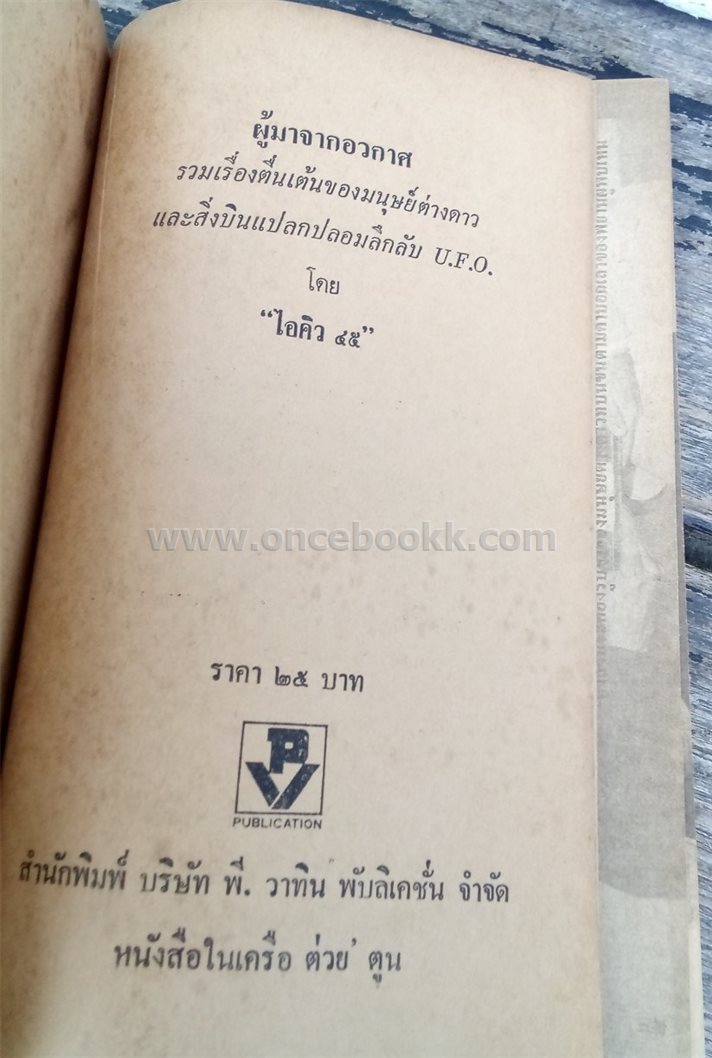 ผู้มาจากอวกาศ
รวมเรื่องตื่นเต้นของมนุษย์ต่างดาว
และสิ่งบินแปลกปลอมลึกลับ U.F.O.
โดย
“ไอคิว ๔๕”
www.oncebookk.com
ราคา ๒๕ บาท
PV
PUBLICATION
สำนักพิมพ์ บริษัท พี. วาทิน พับลิเคชั่น จำจัด
หนังสือในเครือ ต่วย' ตูน